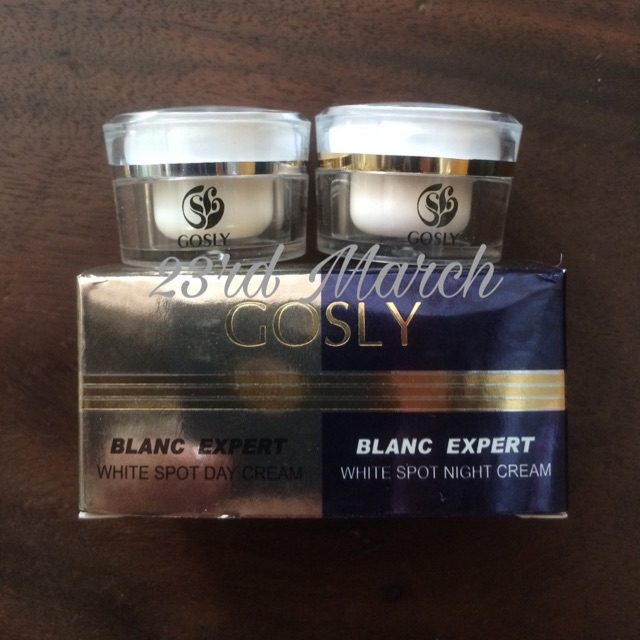 GOSLY
GOSLY
23rd March
GOSLY
BLANC EXPERT
WHITE SPOT DAY CREAM
BLANC EXPERT
WHITE SPOT NIGHT CREAM